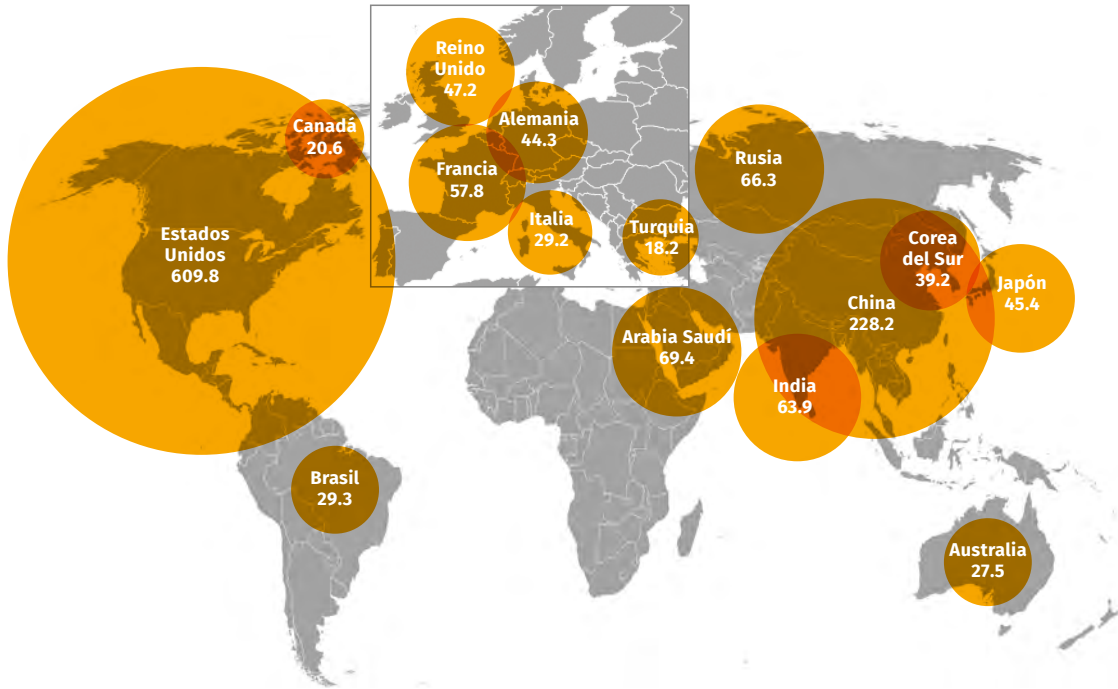 Reino
Unido
47.2
Canadá
20.6
Alemania
44.3
Francia
57.8
Rusia
66.3
Italia
29.2
Turquia
18.2
Estados
Unidos
609.8
Corea
del Sur
39.2
Japón
45.4
China
228.2
Arabia Saudí
69.4
India
63.9
Brasil
29.3
Australia
27.5